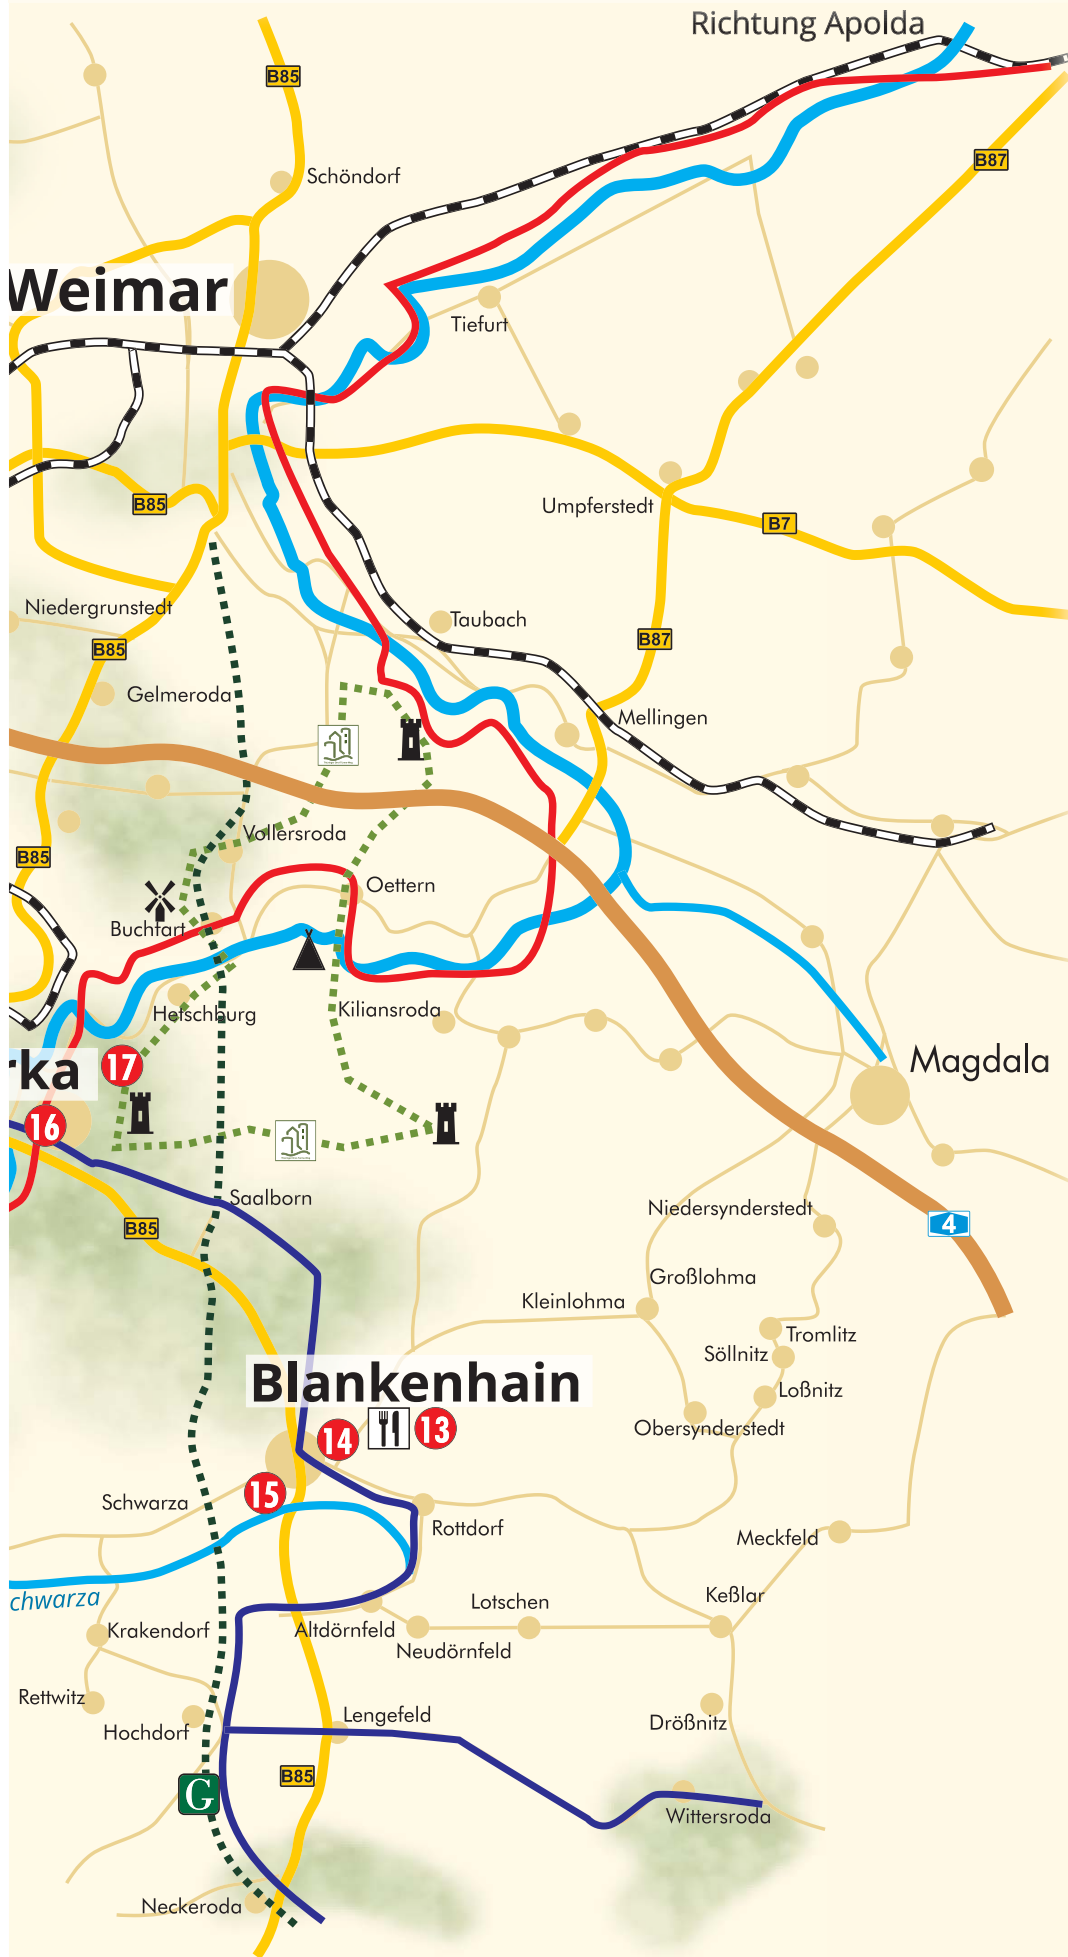 Richtung Apolda
B85
B87
Schöndorf
Weimar
Tiefurt
B85
Umpferstedt
B7
Niedergrunstedt
Taubach
B85
B87
Gelmeroda
Mellingen
Vollersroda
B85
Oettern
Buchfart
Hetschburg
Kiliansroda
rka
17
Magdala
16
Saalborn
B85
Niedersynderstedt
4
Großlohma
Kleinlohma
Tromlitz
Söllnitz
Blankenhain
Loßnitz
14
13
Obersynderstedt
15
Schwarza
Rottdorf
Meckfeld
chwarza
Lotschen
Keßlar
Krakendorf
Altdörnfeld
Neudörnfeld
Rettwitz
Hochdorf
Lengefeld
Drößnitz
B85
G
Wittersroda
Neckeroda